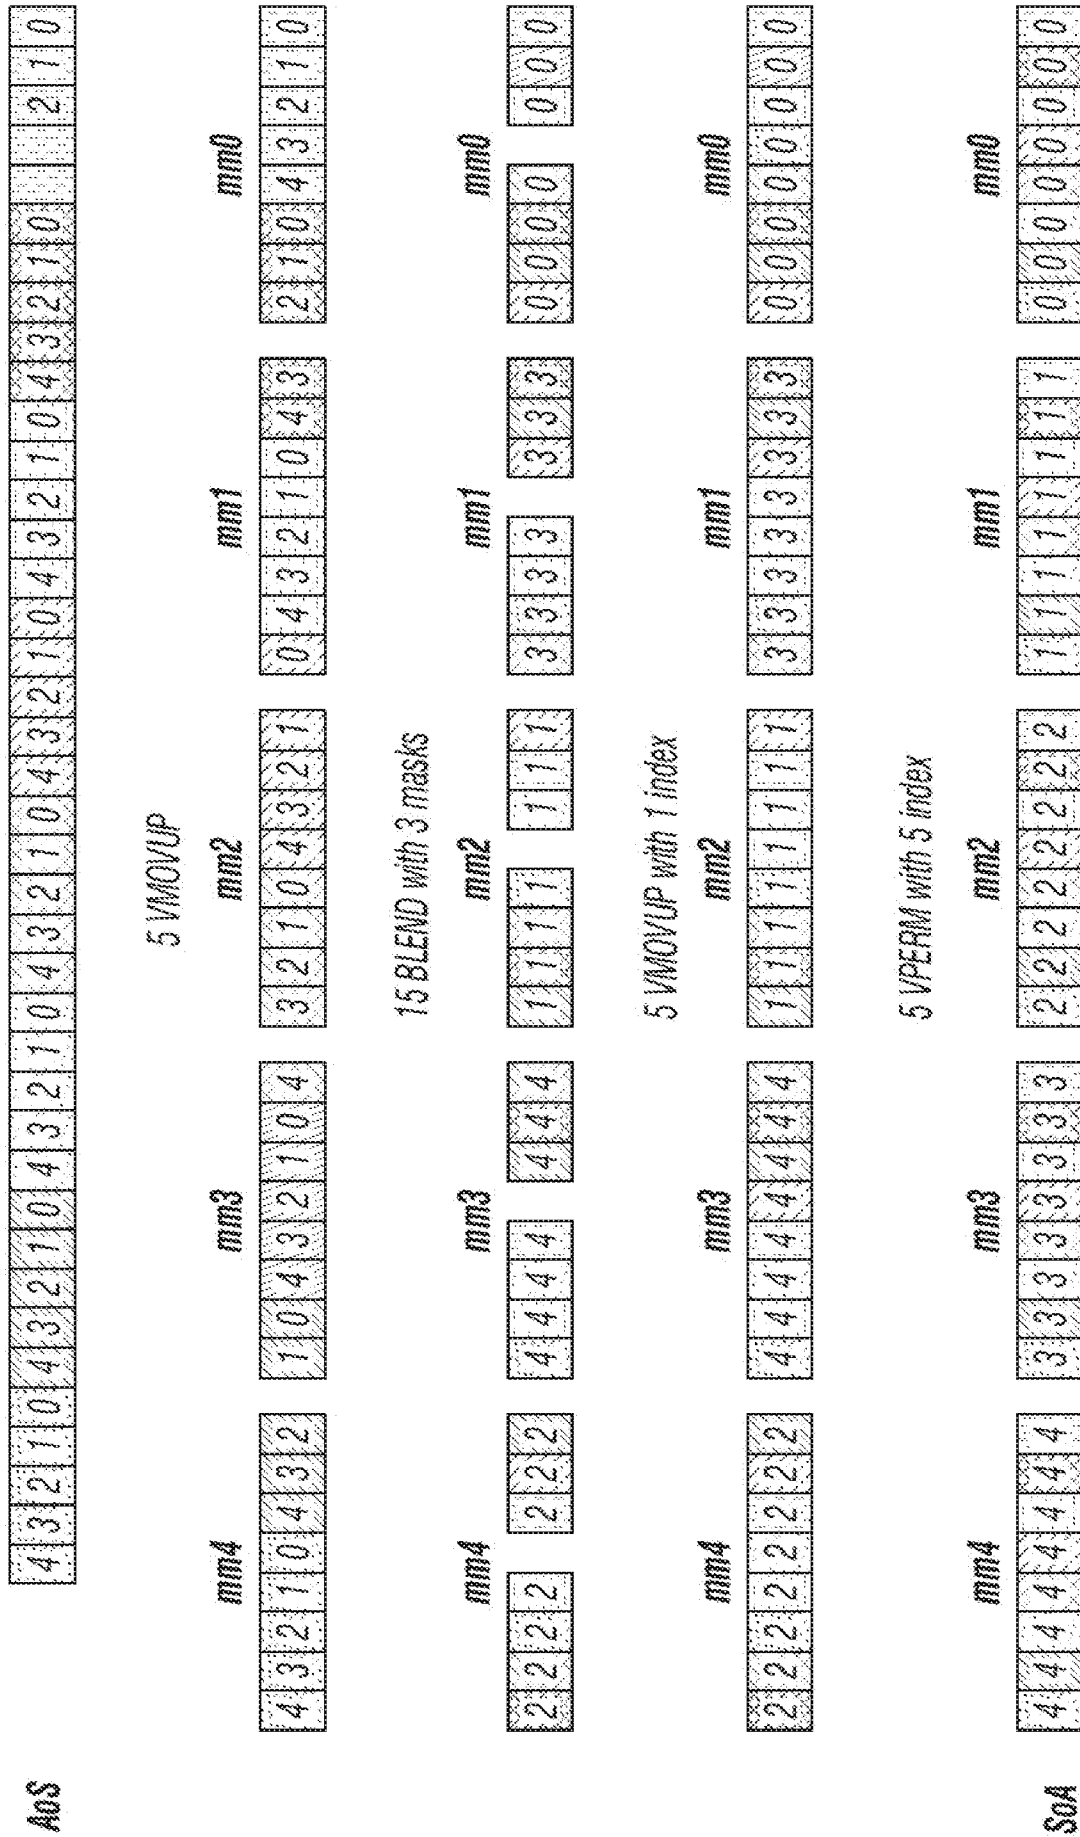 AoS 4 3 2 1 0 4 3 2 1 0 4 3 2 1 0 4 3 2 1 0 4 3 2 1 0 4 3 2 1 0 4 3 2 1 0 2 1 0
5 VMOVUP
mm4 mm3 mm2 mm1 mm0
4 3 2 1 0 4 3 2 1 0 4 3 2 1 0 4 3 2 1 0 4 3 2 1 0 4 3 2 1 0 4 3 2 1 0 4 3 2 1 0
15 BLEND with 3 masks
mm4 mm3 mm2 mm1 mm0
2 2 2 2 2 2 2 4 4 4 4 4 4 4 1 1 1 1 1 1 1 3 3 3 3 3 3 3 0 0 0 0 0 0 0
5 VMOVUP with 1 index
mm4 mm3 mm2 mm1 mm0
2 2 2 2 2 2 2 2 4 4 4 4 4 4 4 4 1 1 1 1 1 1 1 1 3 3 3 3 3 3 3 3 0 0 0 0 0 0 0 0
5 VPERM with 5 index
mm4 mm3 mm2 mm1 mm0
SoA 4 4 4 4 4 4 4 4 3 3 3 3 3 3 3 3 2 2 2 2 2 2 2 2 1 1 1 1 1 1 1 1 0 0 0 0 0 0 0 0